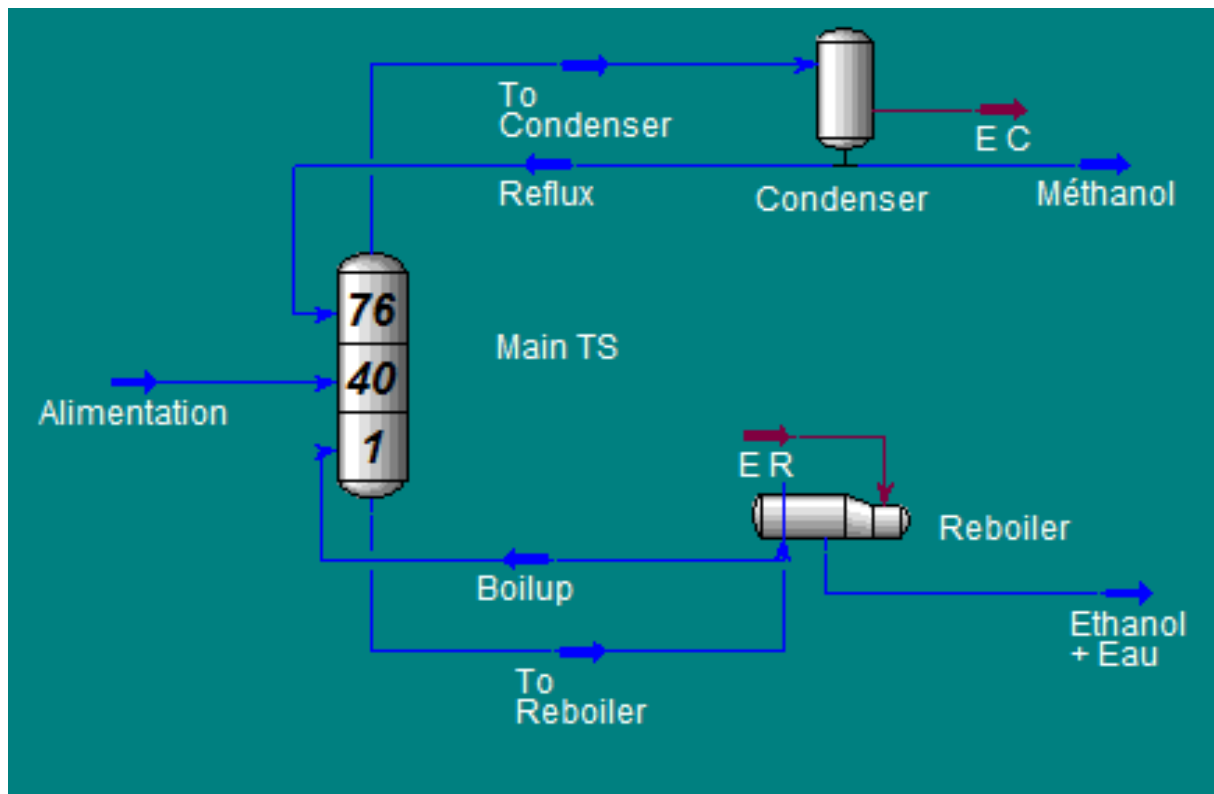 To
Condenser
E C
Reflux
Condenser
Méthanol
76
Main TS
40
Alimentation
1
E R
Reboiler
Boilup
Ethanol
+ Eau
To
Reboiler